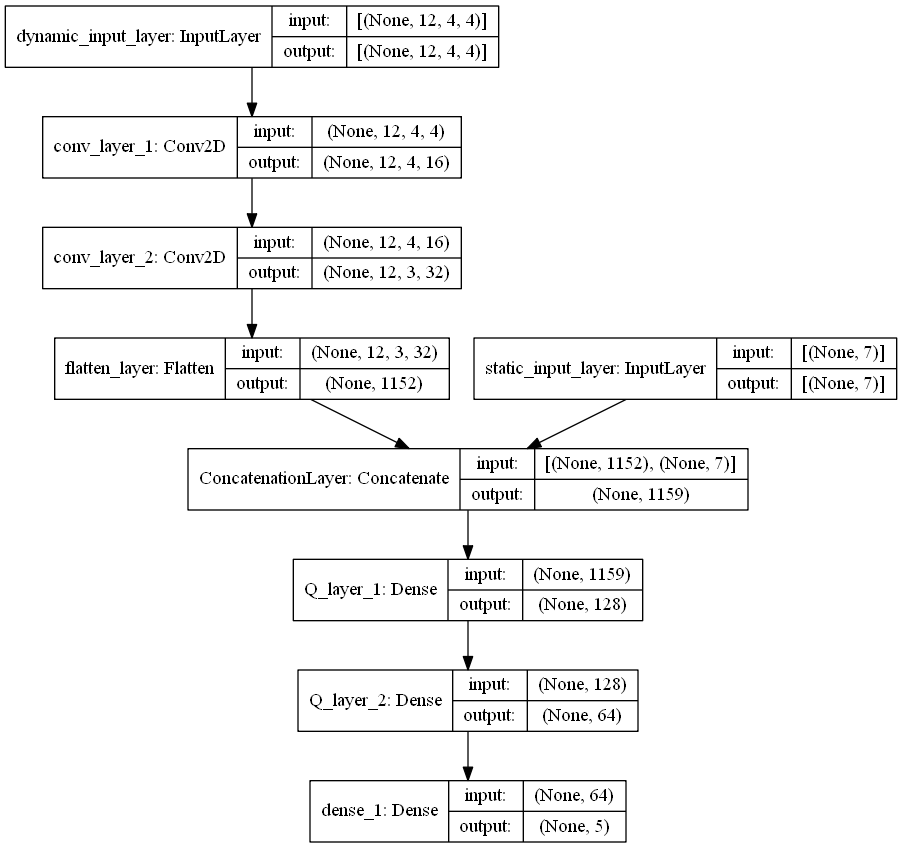 dynamic_input_layer: InputLayer
input: [(None, 12, 4, 4)]
output: [(None, 12, 4, 4)]
conv_layer_1: Conv2D
input: (None, 12, 4, 4)
output: (None, 12, 4, 16)
conv_layer_2: Conv2D
input: (None, 12, 4, 16)
output: (None, 12, 3, 32)
flatten_layer: Flatten
input: (None, 12, 3, 32)
output: (None, 1152)
static_input_layer: InputLayer
input: [(None, 7)]
output: [(None, 7)]
ConcatenationLayer: Concatenate
input: [(None, 1152), (None, 7)]
output: (None, 1159)
Q_layer_1: Dense
input: (None, 1159)
output: (None, 128)
Q_layer_2: Dense
input: (None, 128)
output: (None, 64)
dense_1: Dense
input: (None, 64)
output: (None, 5)